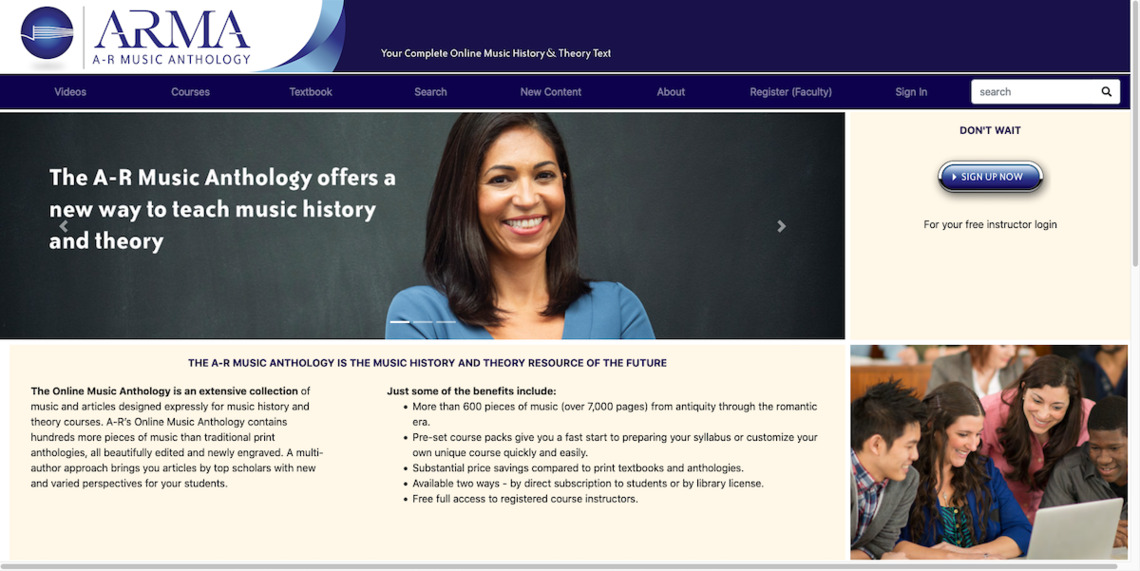 ARMA
A-R MUSIC ANTHOLOGY
Your Complete Online Music History & Theory Text
Videos
Courses
Textbook
Search
New Content
About
Register (Faculty)
Sign In
search
The A-R Music Anthology offers a
new way to teach music history
and theory
DON'T WAIT
SIGN UP NOW
For your free instructor login
THE A-R MUSIC ANTHOLOGY IS THE MUSIC HISTORY AND THEORY RESOURCE OF THE FUTURE
The Online Music Anthology is an extensive collection of
music and articles designed expressly for music history and
theory courses. A-R's Online Music Anthology contains
hundreds more pieces of music than traditional print
anthologies, all beautifully edited and newly engraved. A multi-
author approach brings you articles by top scholars with new
and varied perspectives for your students.
Just some of the benefits include:
• More than 600 pieces of music (over 7,000 pages) from antiquity through the romantic
era.
• Pre-set course packs give you a fast start to preparing your syllabus or customize your
own unique course quickly and easily.
• Substantial price savings compared to print textbooks and anthologies.
• Available two ways - by direct subscription to students or by library license.
• Free full access to registered course instructors.